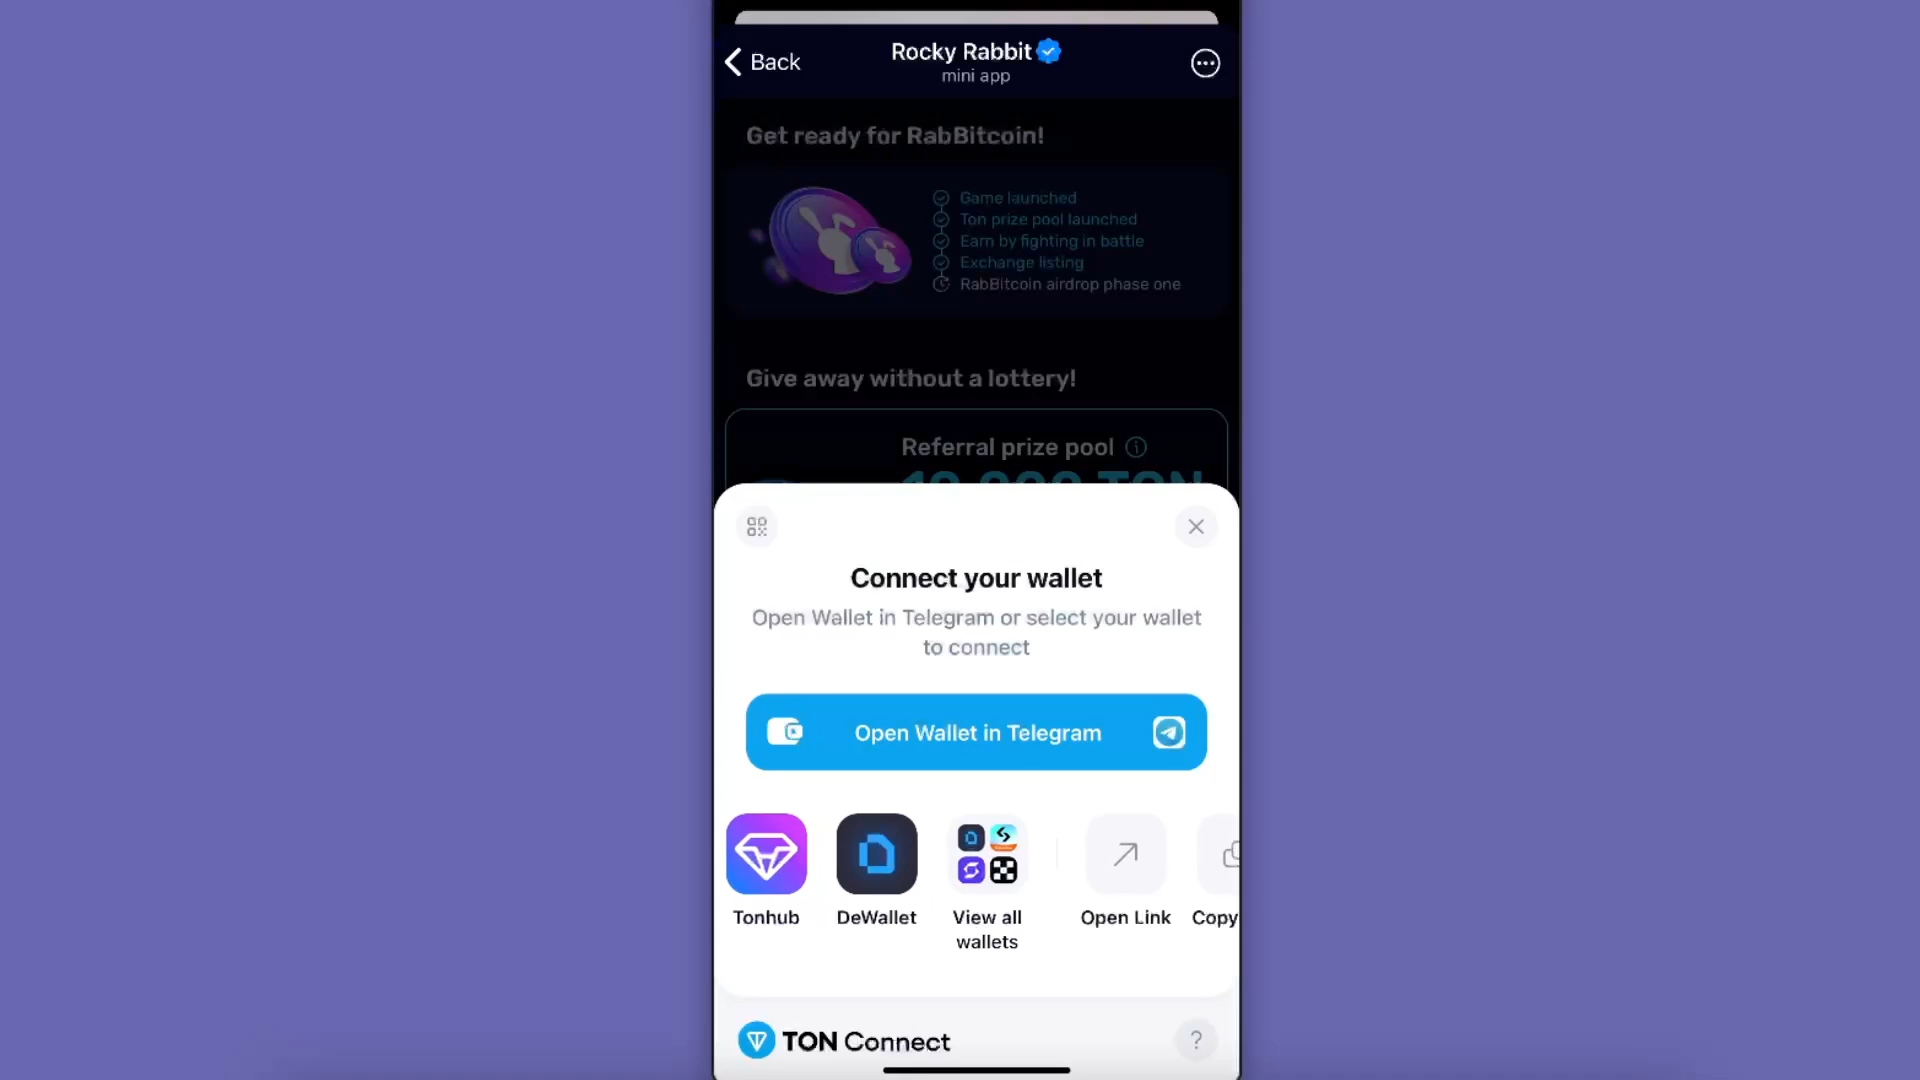 Back
Rocky Rabbit
mini app
Get ready for RabBitcoin!
Game launched
Ton prize pool launched
Earn by fighting in battle
Exchange listing
RabBitcoin airdrop phase one
Give away without a lottery!
Referral prize pool
Connect your wallet
Open Wallet in Telegram or select your wallet
to connect
Open Wallet in Telegram
Tonhub
DeWallet
View all
wallets
Open Link
Copy
TON Connect
?